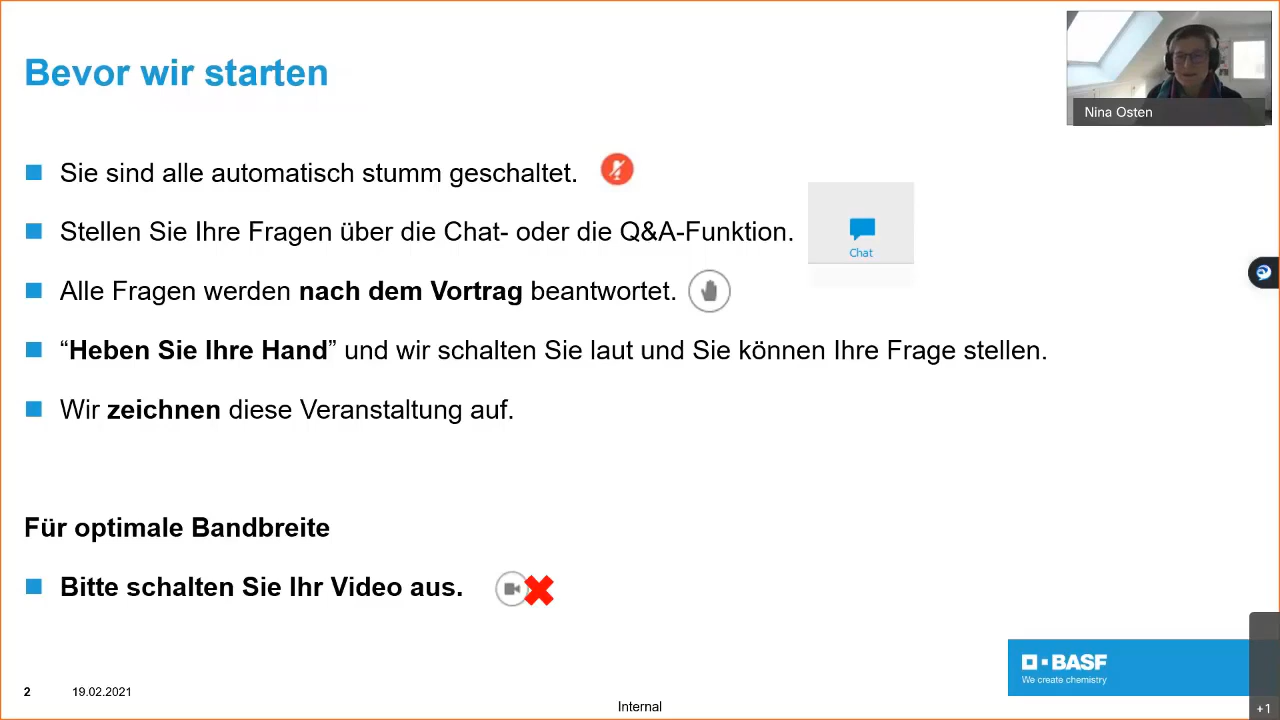 Bevor wir starten
Nina Osten
Sie sind alle automatisch stumm geschaltet.
Stellen Sie Ihre Fragen über die Chat- oder die Q&A-Funktion.
Chat
Alle Fragen werden nach dem Vortrag beantwortet.
“Heben Sie Ihre Hand” und wir schalten Sie laut und Sie können Ihre Frage stellen.
Wir zeichnen diese Veranstaltung auf.
Für optimale Bandbreite
Bitte schalten Sie Ihr Video aus.
BASF
We create chemistry
2 19.02.2021
Internal
+1